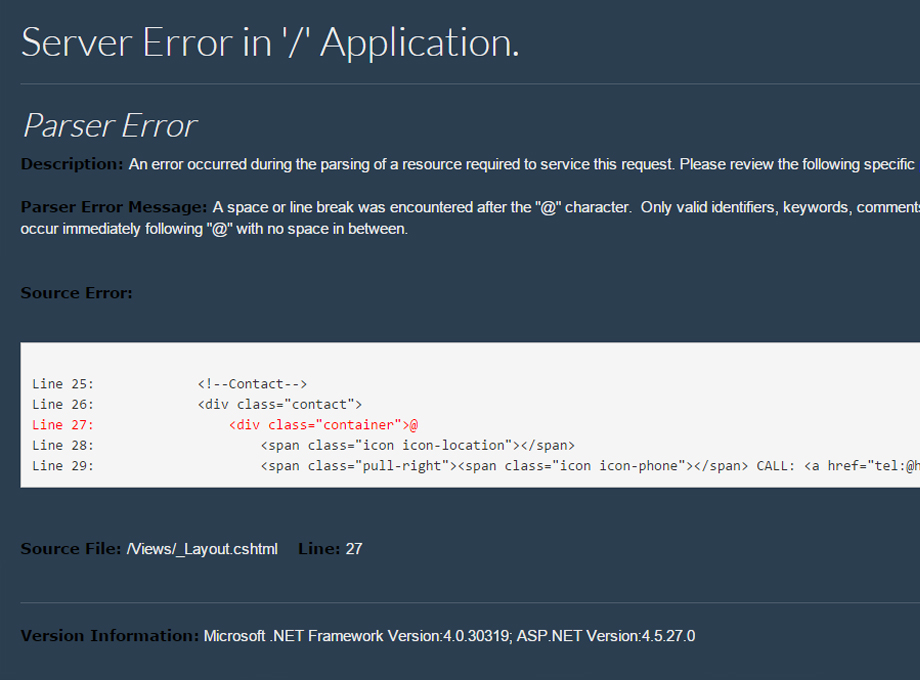 Server Error in '/' Application.
Parser Error
Description: An error occurred during the parsing of a resource required to service this request. Please review the following specific
Parser Error Message: A space or line break was encountered after the "@" character.  Only valid identifiers, keywords, comments
occur immediately following "@" with no space in between.
Source Error:
Line 25:             <!--Contact-->
Line 26:             <div class="contact">
Line 27:                 <div class="container">@
Line 28:                     <span class="icon icon-location"></span>
Line 29:                     <span class="pull-right"><span class="icon icon-phone"></span> CALL: <a href="tel:@h
Source File: /Views/_Layout.cshtml    Line: 27
Version Information: Microsoft .NET Framework Version:4.0.30319; ASP.NET Version:4.5.27.0